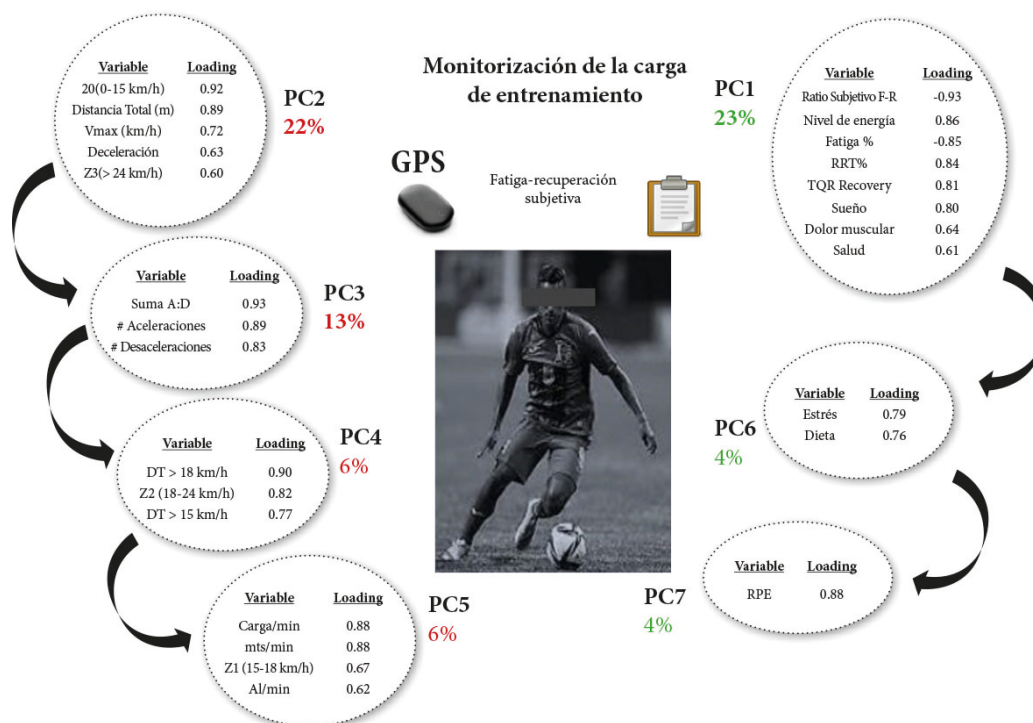 Monitorización de la carga
de entrenamiento
GPS
Fatiga-recuperación
subjetiva
PC2
22%
Variable Loading
20(0-15 km/h) 0.92
Distancia Total (m) 0.89
Vmax (km/h) 0.72
Deceleración 0.63
Z3(> 24 km/h) 0.60
PC3
13%
Variable Loading
Suma A:D 0.93
# Aceleraciones 0.89
# Desaceleraciones 0.83
PC4
6%
Variable Loading
DT > 18 km/h 0.90
Z2 (18-24 km/h) 0.82
DT > 15 km/h 0.77
PC5
6%
Variable Loading
Carga/min 0.88
mts/min 0.88
Z1 (15-18 km/h) 0.67
Al/min 0.62
PC1
23%
Variable Loading
Ratio Subjetivo F-R -0.93
Nivel de energía 0.86
Fatiga % -0.85
RRT% 0.84
TQR Recovery 0.81
Sueño 0.80
Dolor muscular 0.64
Salud 0.61
PC6
4%
Variable Loading
Estrés 0.79
Dieta 0.76
PC7
4%
Variable Loading
RPE 0.88